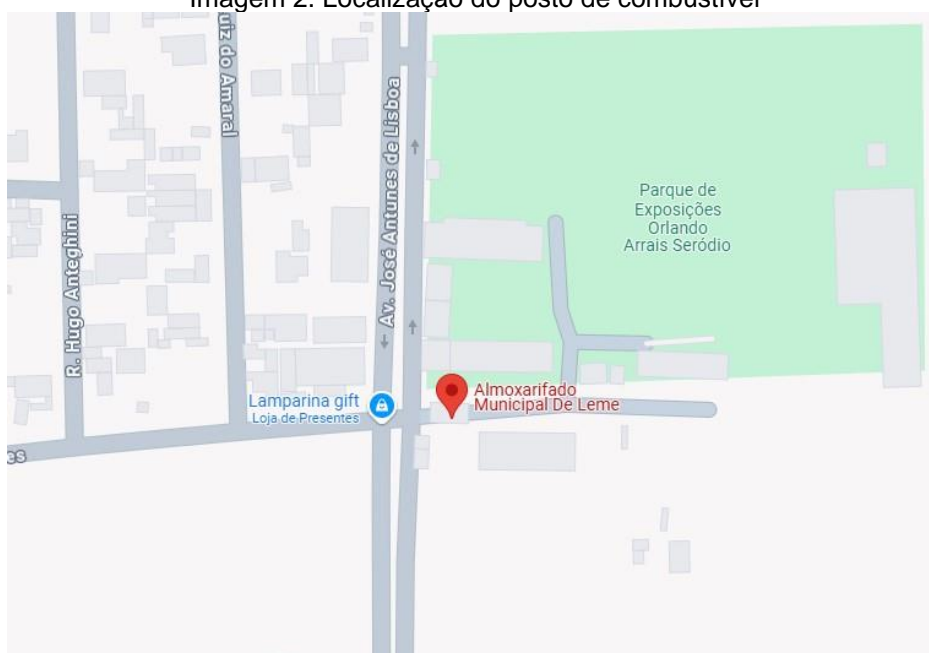 Imagem 2: Localização do posto de combustível
uiz do Amaral
Av. José Antunes de Lisboa
R. Hugo Anteghini
Parque de
Exposições
Orlando
Arrais Seródio
Lamparina gift
Loja de Presentes
Almoxarifado
Municipal De Leme
es